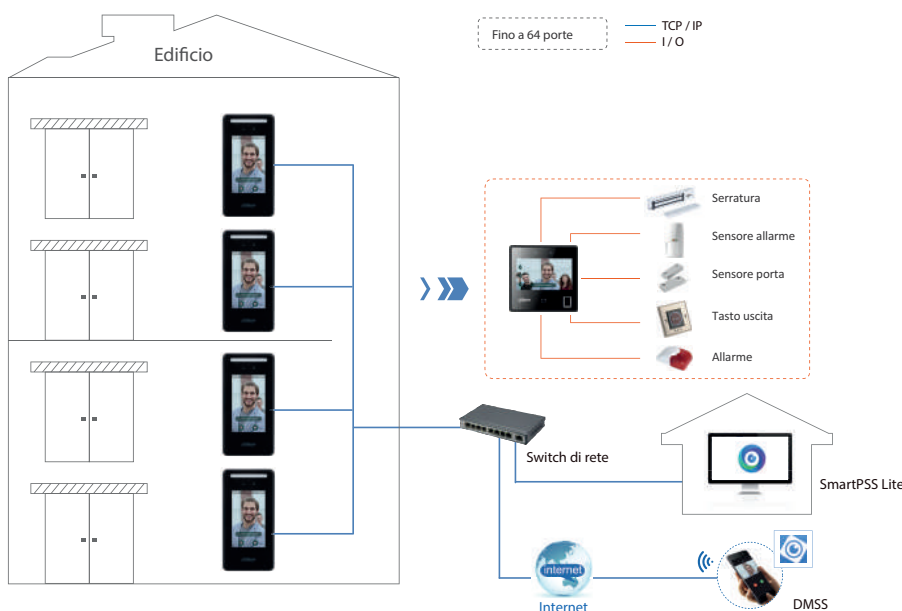 Edificio
Fino a 64 porte
TCP / IP
I / O
Serratura
Sensore allarme
Sensore porta
Tasto uscita
Allarme
Switch di rete
SmartPSS Lite
internet
Internet
DMSS